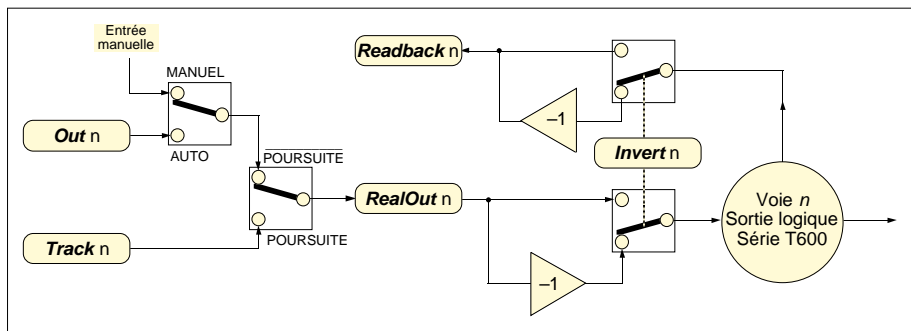 Entrée
manuelle
Readback n
MANUEL
–1
Out n
AUTO
POURSUITE
Invert n
RealOut n
Voie n
Sortie logique
Série T600
Track n
POURSUITE
–1